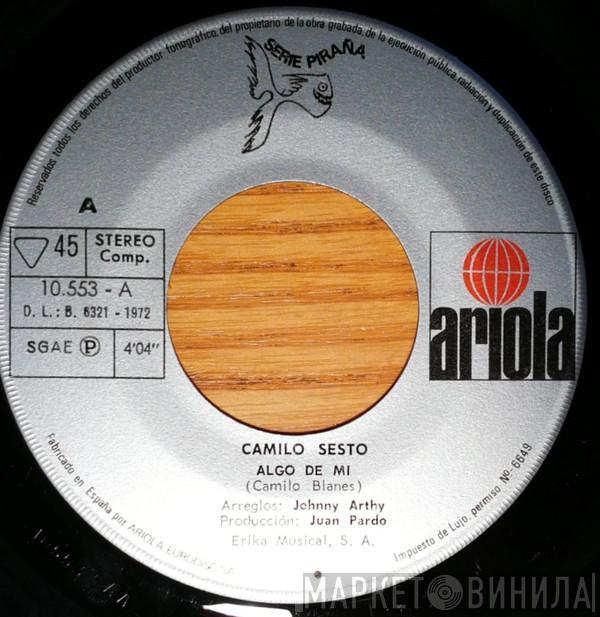 Reservados todos los derechos del productor fonográfico, del propietario de la obra grabada, de la ejecución pública, radiación y duplicación de este disco
SERIE PIRAÑA
A
45
STEREO
Comp.
10.553 - A
D. L.: B. 6321 - 1972
SGAE P
4'04"
ariola
CAMILO SESTO
ALGO DE MI
(Camilo Blanes)
Arreglos: Johnny Arthy
Producción: Juan Pardo
Erika Musical, S. A.
Fabricado en España por ARIOLA EURODISC SA
Impuesto de Lujo, permiso Nº- 6649
МАРКЕТ ВИНИЛА